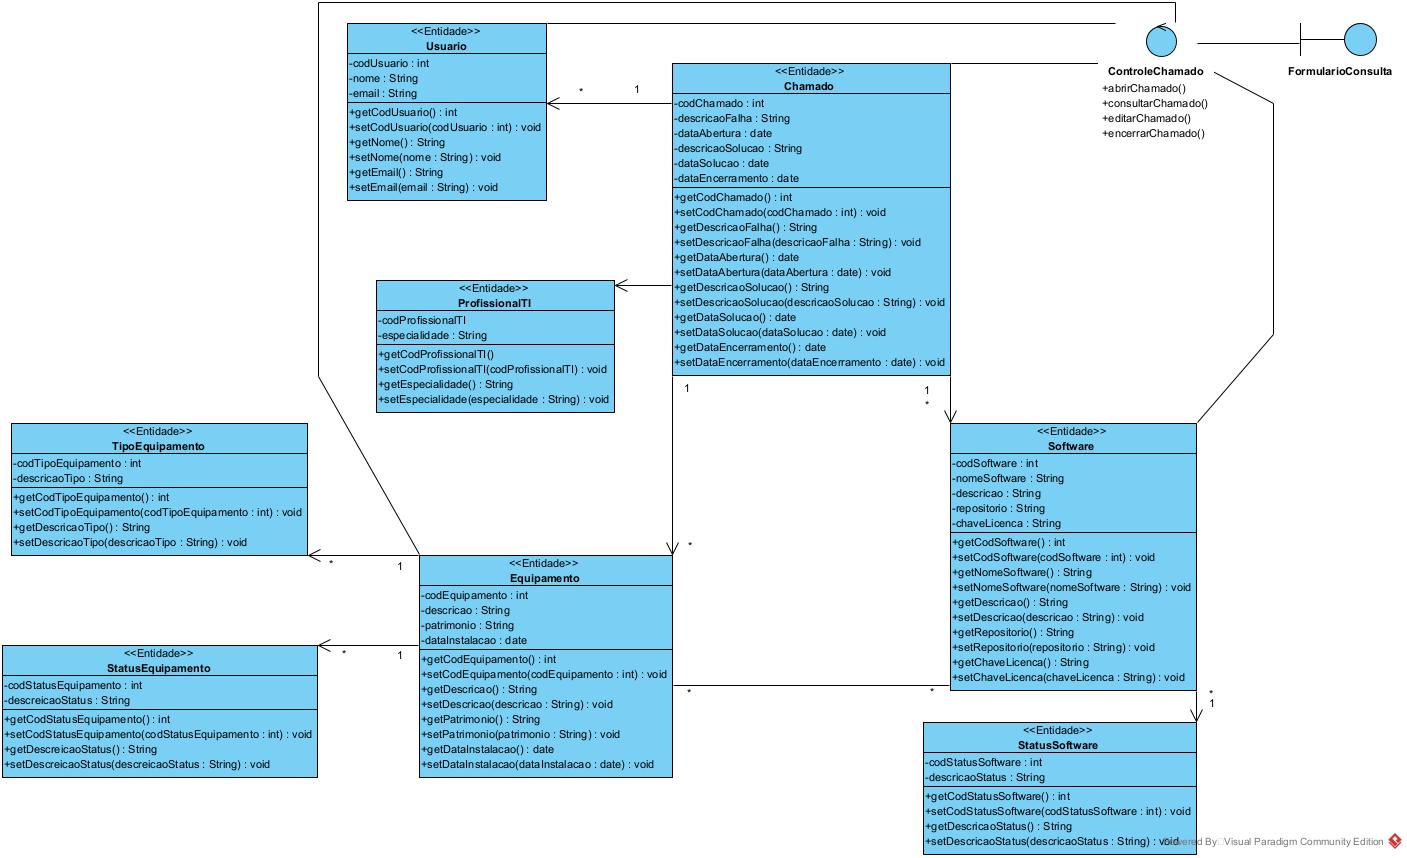 <<Entidade>>
Usuario
-codUsuario : int
-nome : String
-email : String
+getCodUsuario() : int
+setCodUsuario(codUsuario : int) : void
+getNome() : String
+setNome(nome : String) : void
+getEmail() : String
+setEmail(email : String) : void
*
1
<<Entidade>>
Chamado
-codChamado : int
-descricaoFalha : String
-dataAbertura : date
-descricaoSolucao : String
-dataSolucao : date
-dataEncerramento : date
+getCodChamado() : int
+setCodChamado(codChamado : int) : void
+getDescricaoFalha() : String
+setDescricaoFalha(descricaoFalha : String) : void
+getDataAbertura() : date
+setDataAbertura(dataAbertura : date) : void
+getDescricaoSolucao() : String
+setDescricaoSolucao(descricaoSolucao : String) : void
+getDataSolucao() : date
+setDataSolucao(dataSolucao : date) : void
+getDataEncerramento() : date
+setDataEncerramento(dataEncerramento : date) : void
ControleChamado
+abrirChamado()
+consultarChamado()
+editarChamado()
+encerrarChamado()
FormularioConsulta
<<Entidade>>
ProfissionalTI
-codProfissionalTI
-especialidade : String
+getCodProfissionalTI()
+setCodProfissionalTI(codProfissionalTI) : void
+getEspecialidade() : String
+setEspecialidade(especialidade : String) : void
1
1
*
<<Entidade>>
TipoEquipamento
-codTipoEquipamento : int
-descricaoTipo : String
+getCodTipoEquipamento() : int
+setCodTipoEquipamento(codTipoEquipamento : int) : void
+getDescricaoTipo() : String
+setDescricaoTipo(descricaoTipo : String) : void
*
1
*
<<Entidade>>
Software
-codSoftware : int
-nomeSoftware : String
-descricao : String
-repositorio : String
-chaveLicenca : String
+getCodSoftware() : int
+setCodSoftware(codSoftware : int) : void
+getNomeSoftware() : String
+setNomeSoftware(nomeSoftware : String) : void
+getDescricao() : String
+setDescricao(descricao : String) : void
+getRepositorio() : String
+setRepositorio(repositorio : String) : void
+getChaveLicenca() : String
+setChaveLicenca(chaveLicenca : String) : void
<<Entidade>>
Equipamento
-codEquipamento : int
-descricao : String
-patrimonio : String
-dataInstalacao : date
+getCodEquipamento() : int
+setCodEquipamento(codEquipamento : int) : void
+getDescricao() : String
+setDescricao(descricao : String) : void
+getPatrimonio() : String
+setPatrimonio(patrimonio : String) : void
+getDataInstalacao() : date
+setDataInstalacao(dataInstalacao : date) : void
*
1
<<Entidade>>
StatusEquipamento
-codStatusEquipamento : int
-descreicaoStatus : String
+getCodStatusEquipamento() : int
+setCodStatusEquipamento(codStatusEquipamento : int) : void
+getDescreicaoStatus() : String
+setDescreicaoStatus(descreicaoStatus : String) : void
*
*
*
1
<<Entidade>>
StatusSoftware
-codStatusSoftware : int
-descricaoStatus : String
+getCodStatusSoftware() : int
+setCodStatusSoftware(codStatusSoftware : int) : void
+getDescricaoStatus() : String
+setDescricaoStatus(descricaoStatus : String) : void
Powered By Visual Paradigm Community Edition